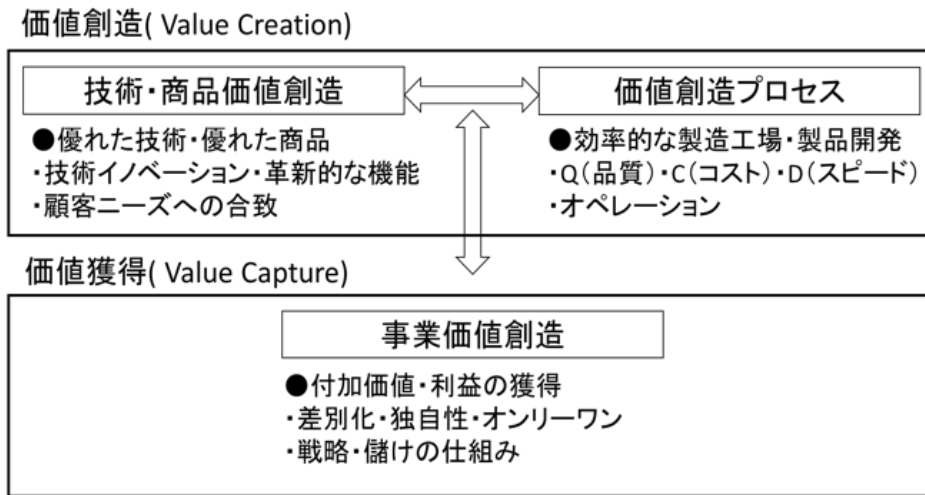 価値創造( Value Creation)
技術・商品価値創造
●優れた技術・優れた商品
・技術イノベーション・革新的な機能
・顧客ニーズへの合致
価値創造プロセス
●効率的な製造工場・製品開発
・Q(品質)・C(コスト)・D(スピード)
・オペレーション
価値獲得( Value Capture)
事業価値創造
●付加価値・利益の獲得
・差別化・独自性・オンリーワン
・戦略・儲けの仕組み